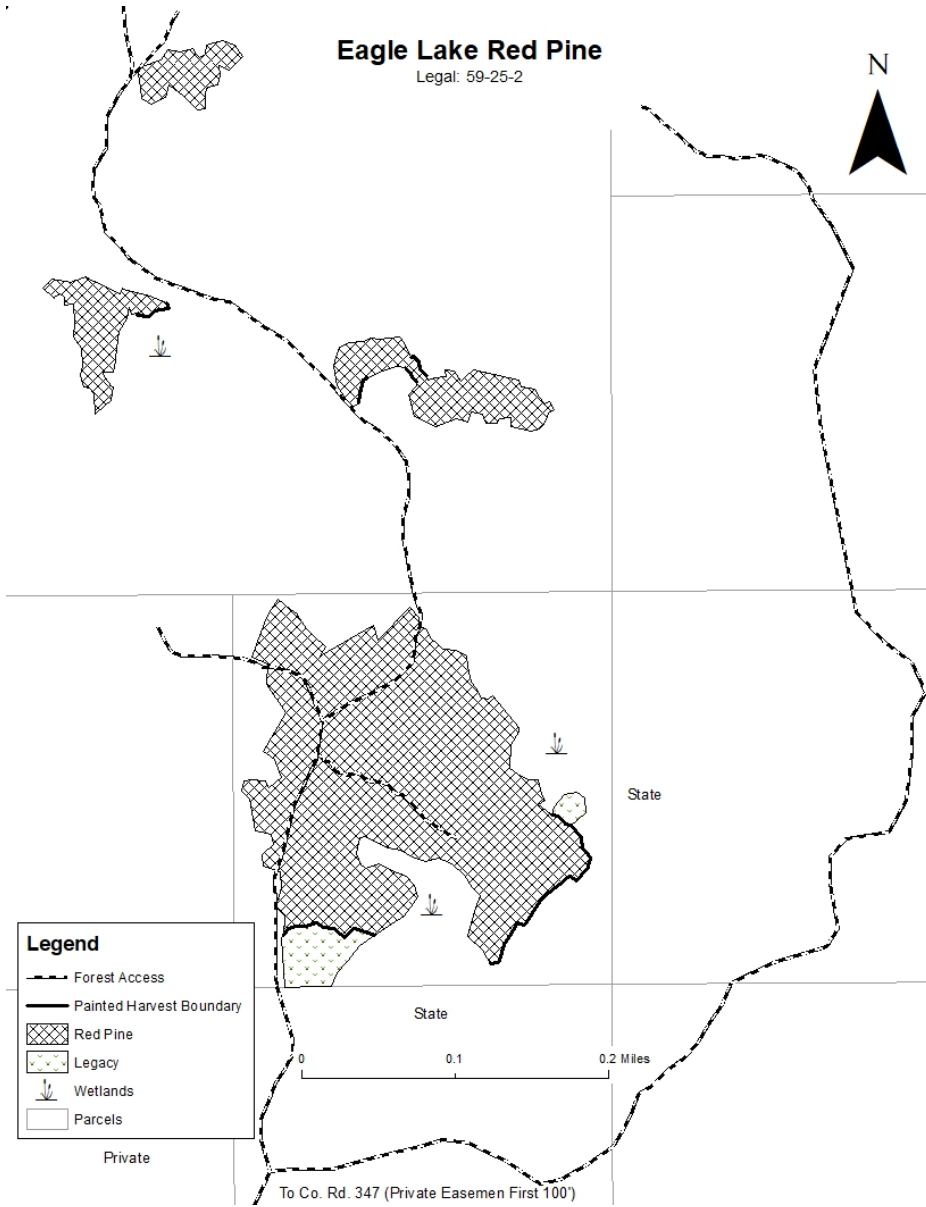 Eagle Lake Red Pine
Legal: 59-25-2
N
State
Legend
Forest Access
Painted Harvest Boundary
Red Pine
Legacy
Wetlands
Parcels
State
0 0.1 0.2 Miles
Private
To Co. Rd. 347 (Private Easemen First 100')